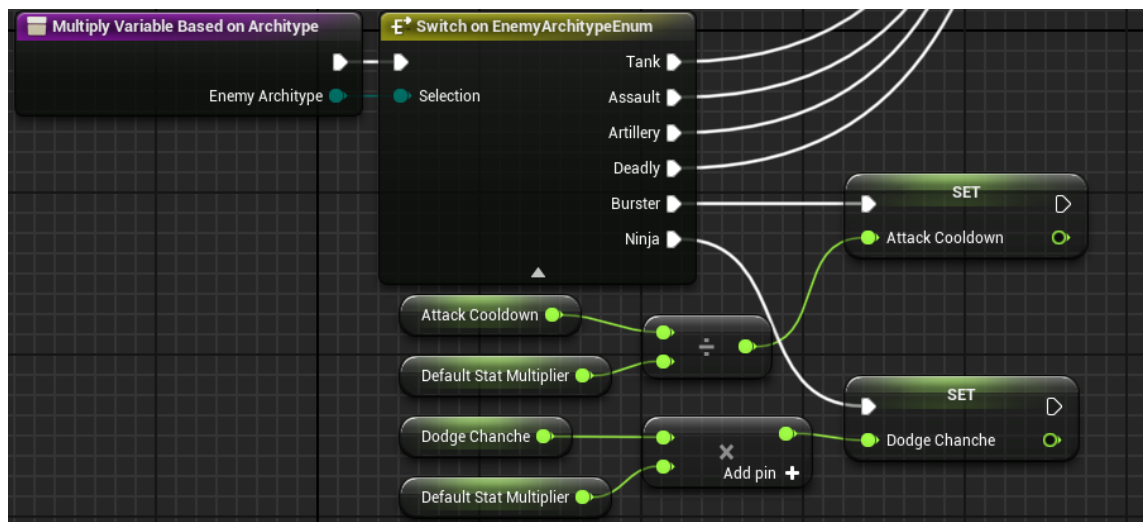 Multiply Variable Based on Architype
Enemy Architype
Switch on EnemyArchitypeEnum
Selection
Tank
Assault
Artillery
Deadly
Burster
Ninja
SET
Attack Cooldown
Attack Cooldown
Default Stat Multiplier
÷
Dodge Chanche
Default Stat Multiplier
×
Add pin +
SET
Dodge Chanche